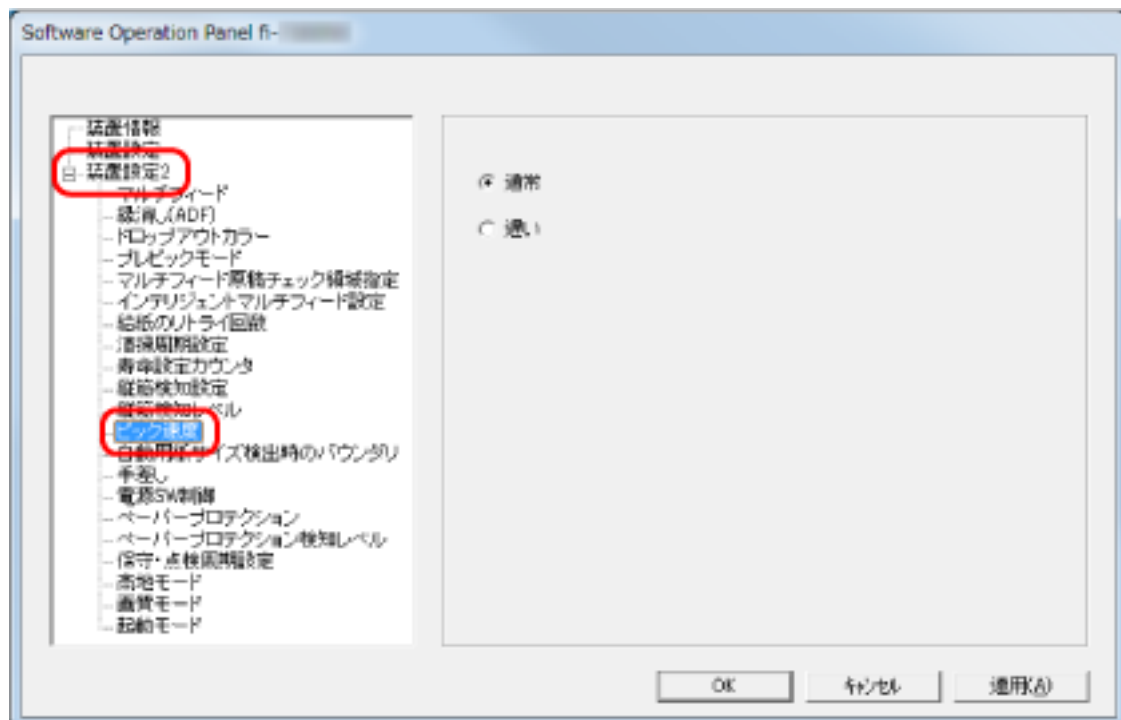 Software Operation Panel fi-
装置情報
装置設定
装置設定2
マルチフィード
縁消し(ADF)
ドロップアウトカラー
プレピックモード
マルチフィード原稿チェック領域指定
インテリジェントマルチフィード設定
給紙のリトライ回数
清掃周期設定
寿命設定カウンタ
縦筋検知設定
縦筋検知レベル
ピック速度
自動用紙サイズ検出時のバウンダリ
手差し
電源SW制御
ペーパープロテクション
ペーパープロテクション検知レベル
保守・点検周期設定
高地モード
画質モード
起動モード
通常
遅い
OK
キャンセル
適用(A)